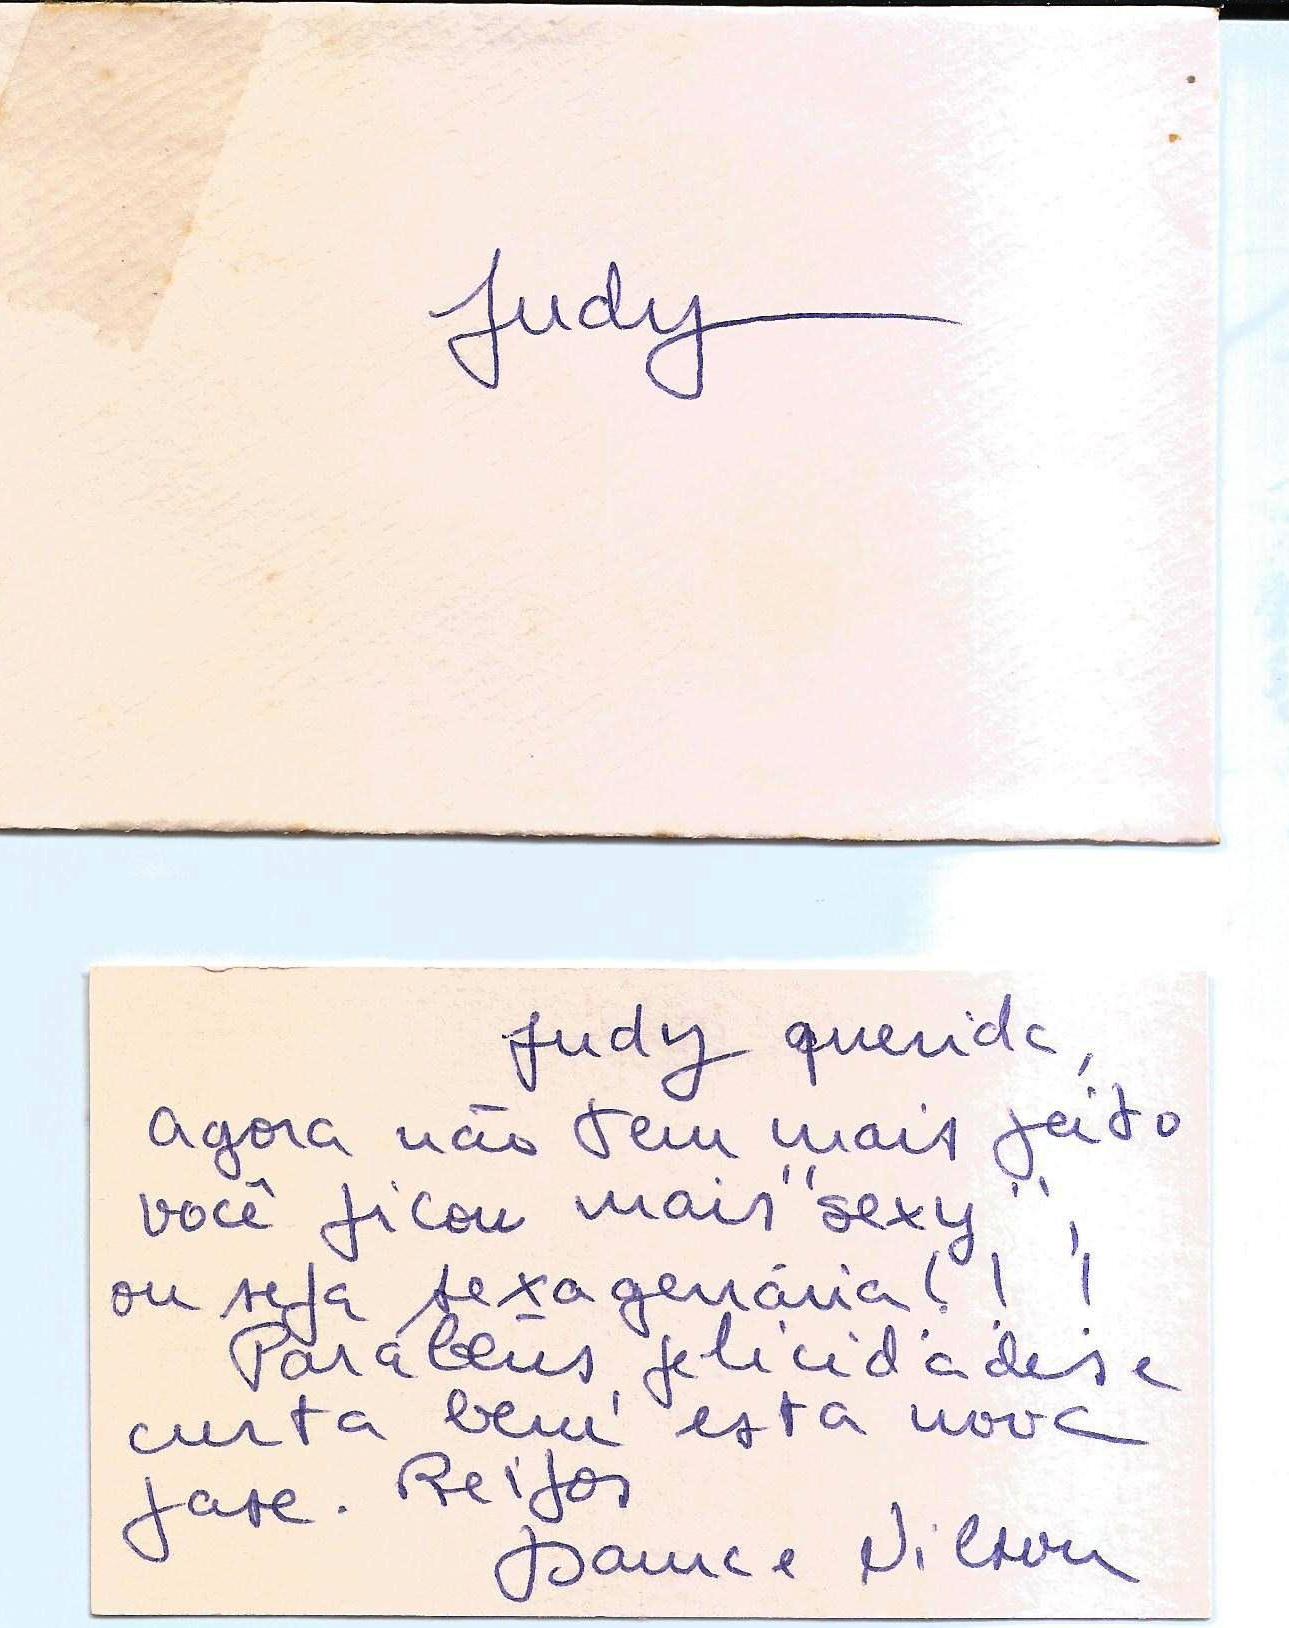 Judy
Judy querida,
Agora não tem mais jeito
você ficou mais "sexy",
ou seja sexagenária!!!
Parabéns, felicidades e
curta bem esta nova
fase. Beijos
e Nilson